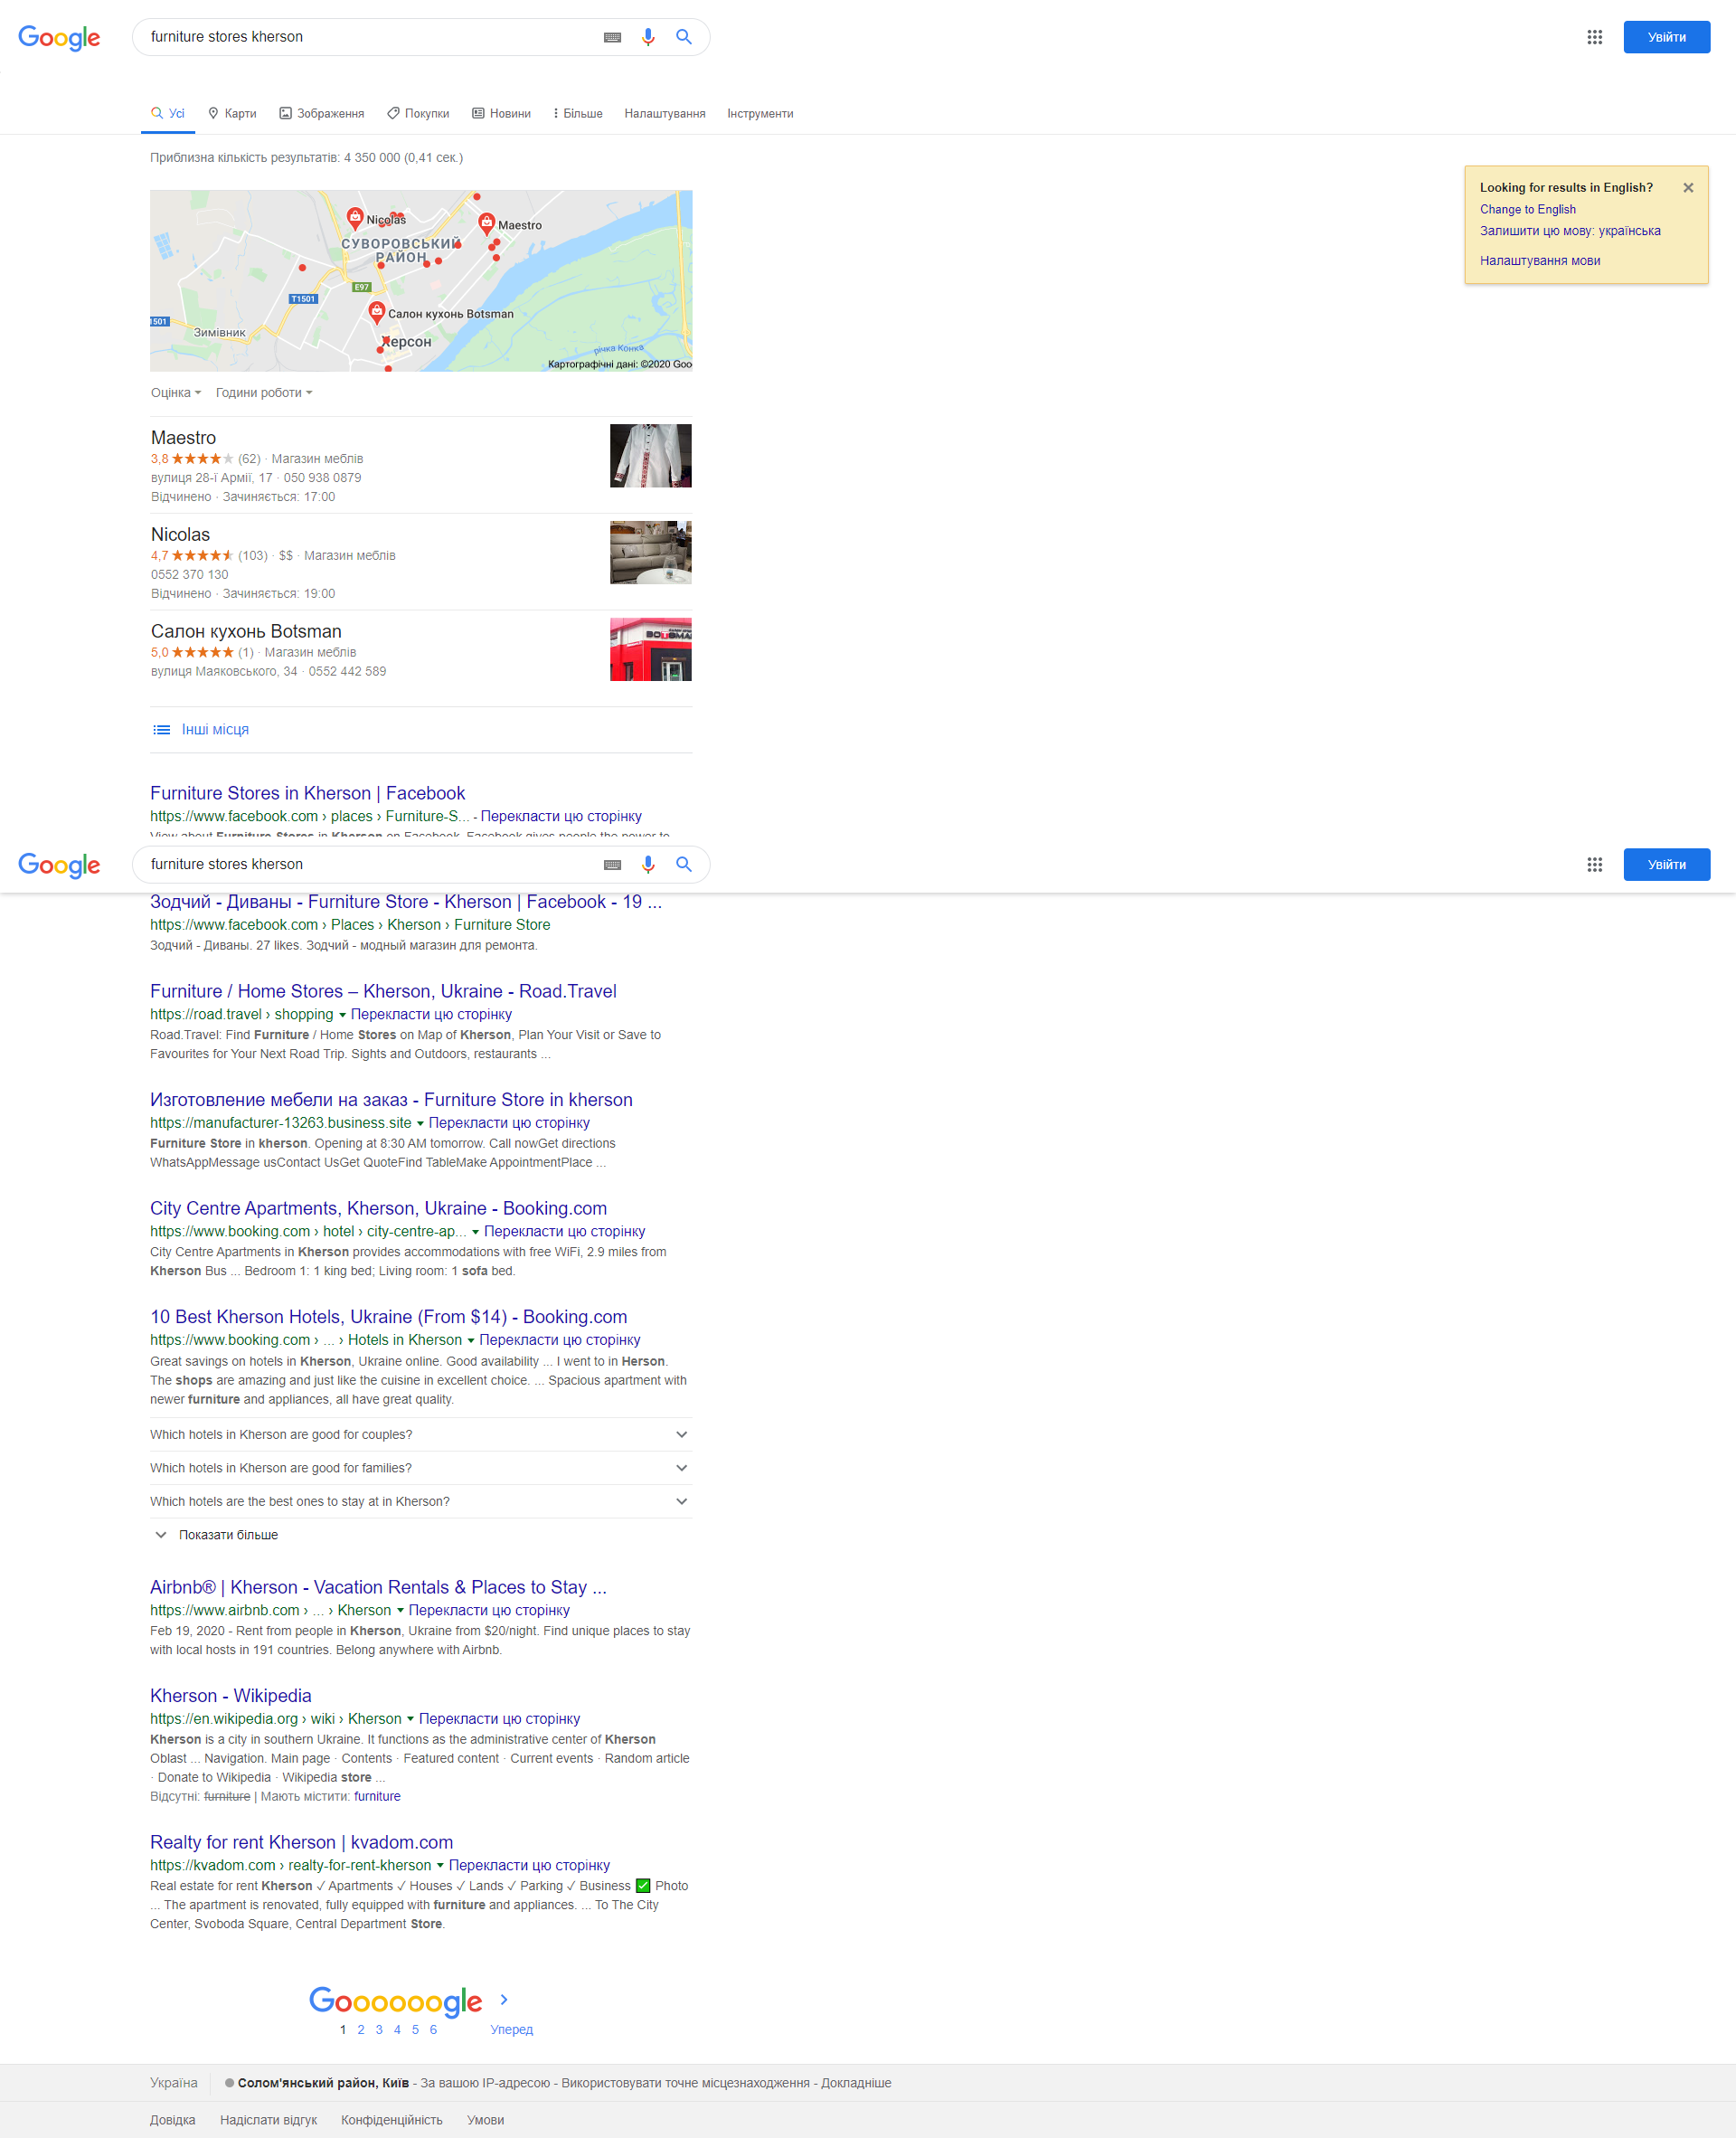 Google
furniture stores kherson
Увійти
Усі
Карти
Зображення
Покупки
Новини
Більше
Налаштування
Інструменти
Приблизна кількість результатів: 4 350 000 (0,41 сек.)
Looking for results in English?
Change to English
Залишити цю мову: українська
Налаштування мови
Nicolas
Maestro
СУВОРОВСЬКИЙ
РАЙОН
E97
T1501
1501
Салон кухонь Botsman
Зимівник
Херсон
річка Конка
Картографічні дані: ©2020 Goo
Оцінка
Години роботи
Maestro
3,8 (62) · Магазин меблів
вулиця 28-ї Армії, 17 · 050 938 0879
Відчинено · Зачиняється: 17:00
Nicolas
4,7 (103) · $$ · Магазин меблів
0552 370 130
Відчинено · Зачиняється: 19:00
Салон кухонь Botsman
5,0 (1) · Магазин меблів
вулиця Маяковського, 34 · 0552 442 589
Інші місця
Furniture Stores in Kherson | Facebook
https://www.facebook.com › places › Furniture-S... - Перекласти цю сторінку
View about Furniture Stores in Kherson on Facebook. Facebook gives people the power to
Google
furniture stores kherson
Увійти
Зодчий - Диваны - Furniture Store - Kherson | Facebook - 19 ...
https://www.facebook.com › Places › Kherson › Furniture Store
Зодчий - Диваны. 27 likes. Зодчий - модный магазин для ремонта.
Furniture / Home Stores – Kherson, Ukraine - Road.Travel
https://road.travel › shopping Перекласти цю сторінку
Road.Travel: Find Furniture / Home Stores on Map of Kherson, Plan Your Visit or Save to
Favourites for Your Next Road Trip. Sights and Outdoors, restaurants ...
Изготовление мебели на заказ - Furniture Store in kherson
https://manufacturer-13263.business.site Перекласти цю сторінку
Furniture Store in kherson. Opening at 8:30 AM tomorrow. Call nowGet directions
WhatsAppMessage usContact UsGet QuoteFind TableMake AppointmentPlace ...
City Centre Apartments, Kherson, Ukraine - Booking.com
https://www.booking.com › hotel › city-centre-ap... Перекласти цю сторінку
City Centre Apartments in Kherson provides accommodations with free WiFi, 2.9 miles from
Kherson Bus ... Bedroom 1: 1 king bed; Living room: 1 sofa bed.
10 Best Kherson Hotels, Ukraine (From $14) - Booking.com
https://www.booking.com › ... › Hotels in Kherson Перекласти цю сторінку
Great savings on hotels in Kherson, Ukraine online. Good availability ... I went to in Herson.
The shops are amazing and just like the cuisine in excellent choice. ... Spacious apartment with
newer furniture and appliances, all have great quality.
Which hotels in Kherson are good for couples?
Which hotels in Kherson are good for families?
Which hotels are the best ones to stay at in Kherson?
Показати більше
Airbnb® | Kherson - Vacation Rentals & Places to Stay ...
https://www.airbnb.com › ... › Kherson Перекласти цю сторінку
Feb 19, 2020 - Rent from people in Kherson, Ukraine from $20/night. Find unique places to stay
with local hosts in 191 countries. Belong anywhere with Airbnb.
Kherson - Wikipedia
https://en.wikipedia.org › wiki › Kherson Перекласти цю сторінку
Kherson is a city in southern Ukraine. It functions as the administrative center of Kherson
Oblast ... Navigation. Main page · Contents · Featured content · Current events · Random article
· Donate to Wikipedia · Wikipedia store ...
Відсутні: furniture | Мають містити: furniture
Realty for rent Kherson | kvadom.com
https://kvadom.com › realty-for-rent-kherson Перекласти цю сторінку
Real estate for rent Kherson ✓ Apartments ✓ Houses ✓ Lands ✓ Parking ✓ Business ✅ Photo
... The apartment is renovated, fully equipped with furniture and appliances. ... To The City
Center, Svoboda Square, Central Department Store.
Goooooogle
1 2 3 4 5 6 Уперед
Україна
Солом'янський район, Київ - За вашою IP-адресою - Використовувати точне місцезнаходження - Докладніше
Довідка
Надіслати відгук
Конфіденційність
Умови